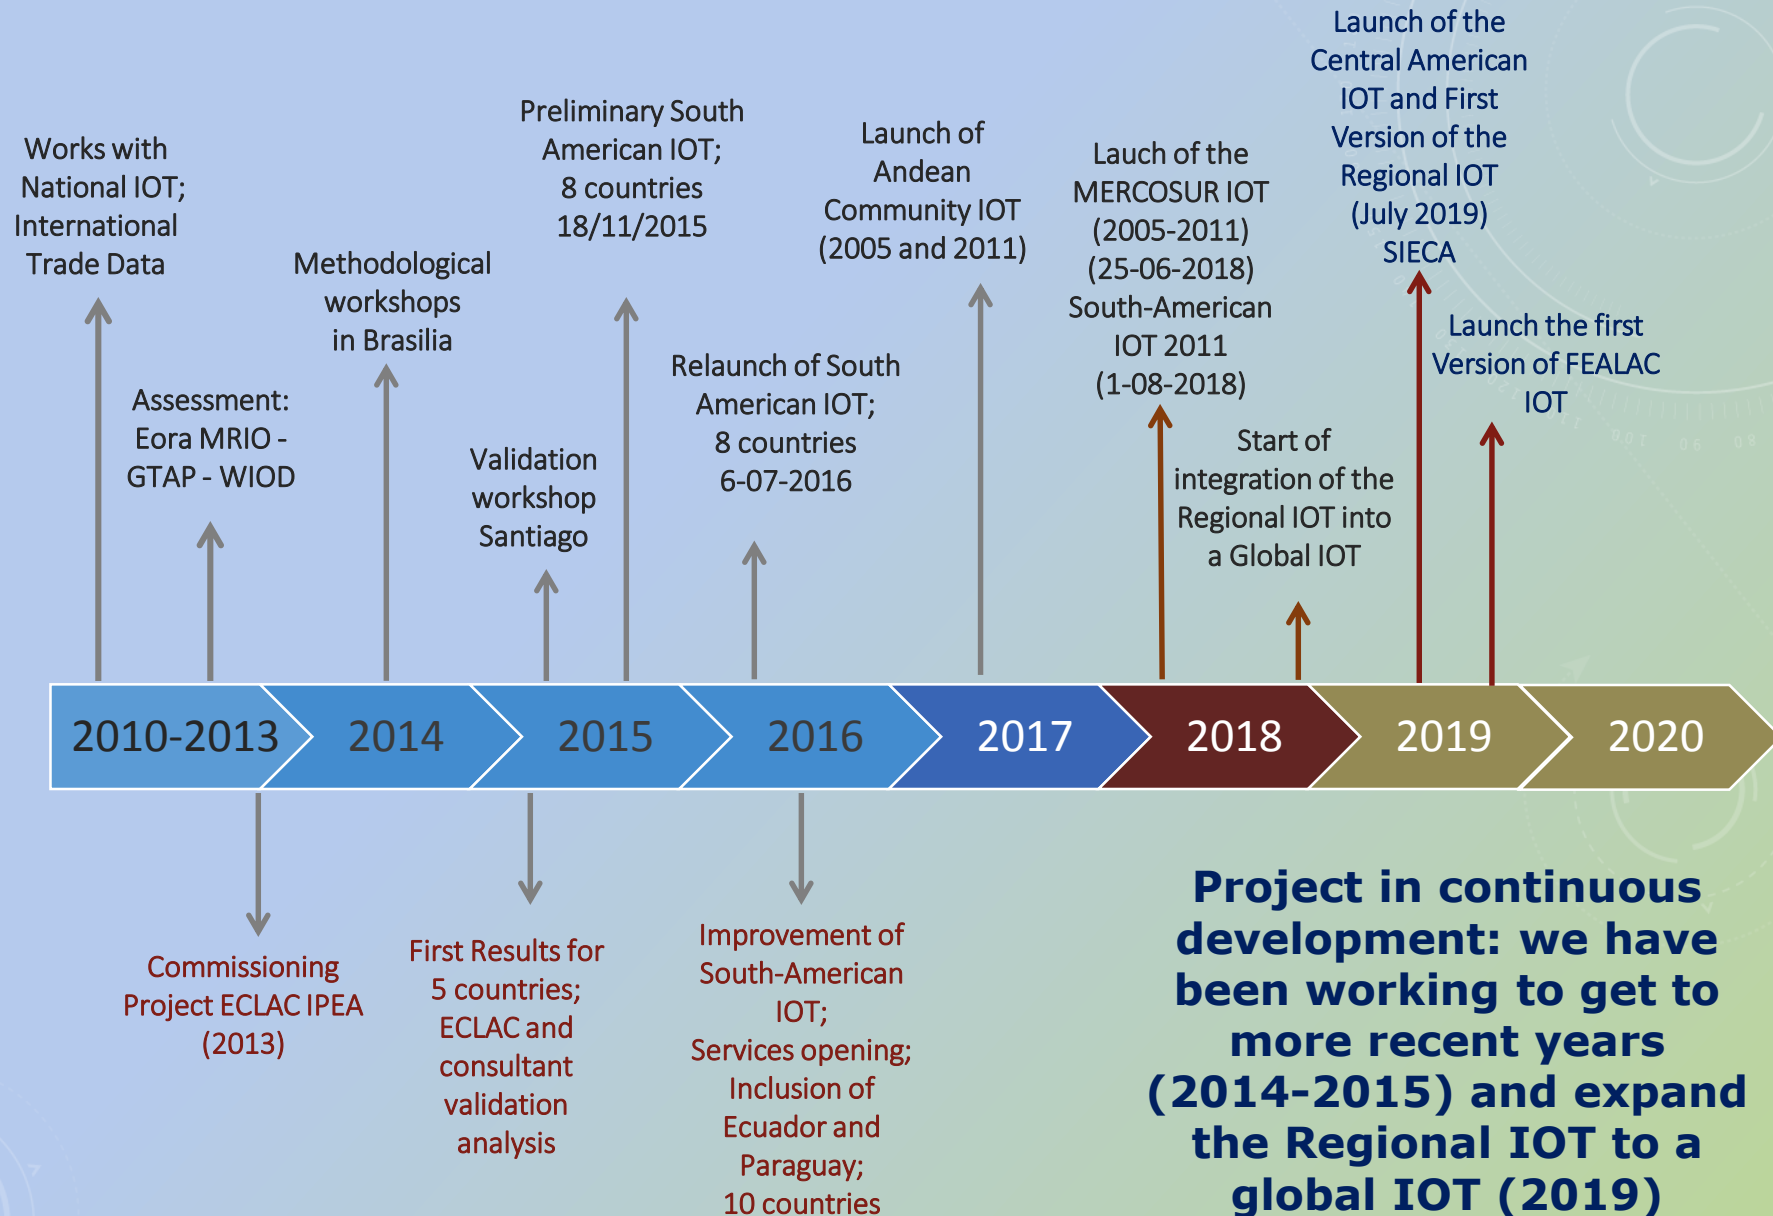 Works with
National IOT;
International
Trade Data
Assessment:
Eora MRIO -
GTAP - WIOD
Methodological
workshops
in Brasilia
Validation
workshop
Santiago
Preliminary South
American IOT;
8 countries
18/11/2015
Relaunch of South
American IOT;
8 countries
6-07-2016
Launch of
Andean
Community IOT
(2005 and 2011)
Lauch of the
MERCOSUR IOT
(2005-2011)
(25-06-2018)
South-American
IOT 2011
(1-08-2018)
Start of
integration of the
Regional IOT into
a Global IOT
Launch of the
Central American
IOT and First
Version of the
Regional IOT
(July 2019)
SIECA
Launch the first
Version of FEALAC
IOT
2010-2013
2014
2015
2016
2017
2018
2019
2020
Commissioning
Project ECLAC IPEA
(2013)
First Results for
5 countries;
ECLAC and
consultant
validation
analysis
Improvement of
South-American
IOT;
Services opening;
Inclusion of
Ecuador and
Paraguay;
10 countries
Project in continuous
development: we have
been working to get to
more recent years
(2014-2015) and expand
the Regional IOT to a
global IOT (2019)